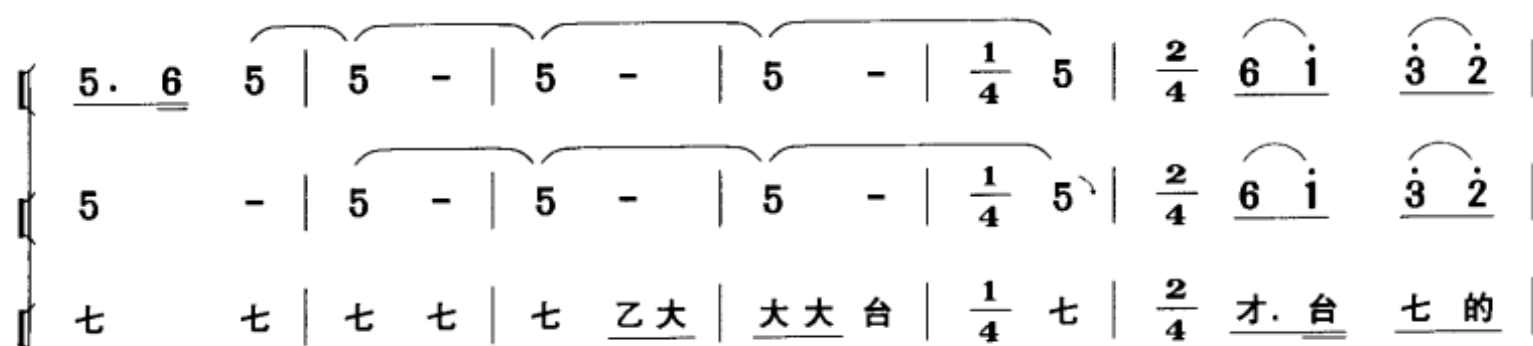 5. 6 5 | 5 - | 5 - | 5 - | 1/4 5 | 2/4 6 i̇ 3̇ 2̇ |
5 - | 5 - | 5 - | 5 - | 1/4 5 | 2/4 6 i̇ 3̇ 2̇ |
七 七 | 七 七 | 七 乙大 | 大大 台 | 1/4 七 | 2/4 才. 台 七 的 |